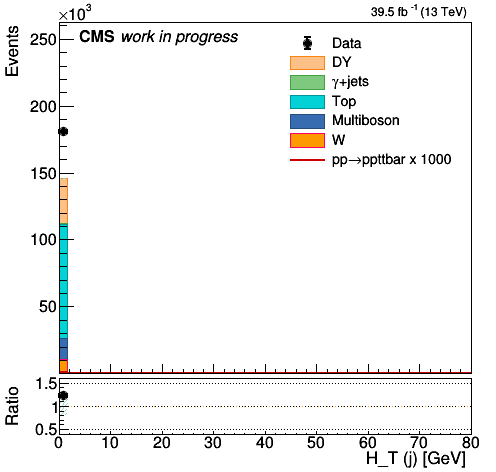 ×10³
39.5 fb⁻¹ (13 TeV)
CMS work in progress
Events
Data
DY
γ+jets
Top
Multiboson
W
pp→ppttbar x 1000
250
200
150
100
50
Ratio
1.5
1
0.5
0 10 20 30 40 50 60 70 80
H_T (j) [GeV]